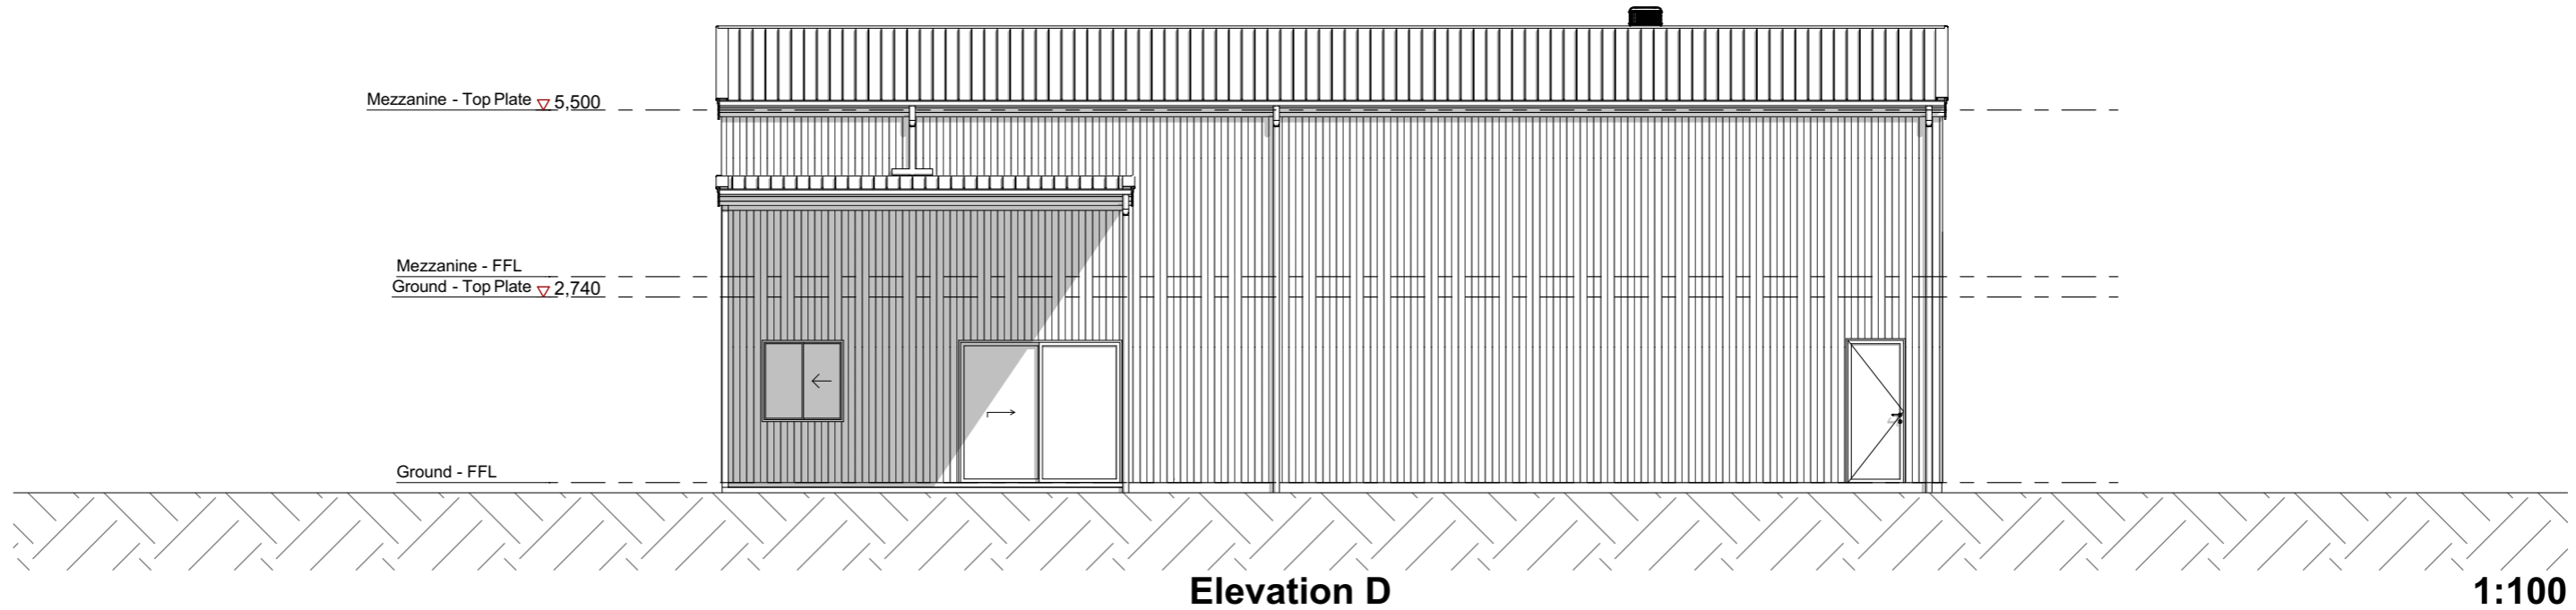 Mezzanine - Top Plate 5,500
Mezzanine - FFL
Ground - Top Plate 2,740
Ground - FFL
Elevation D
1:100